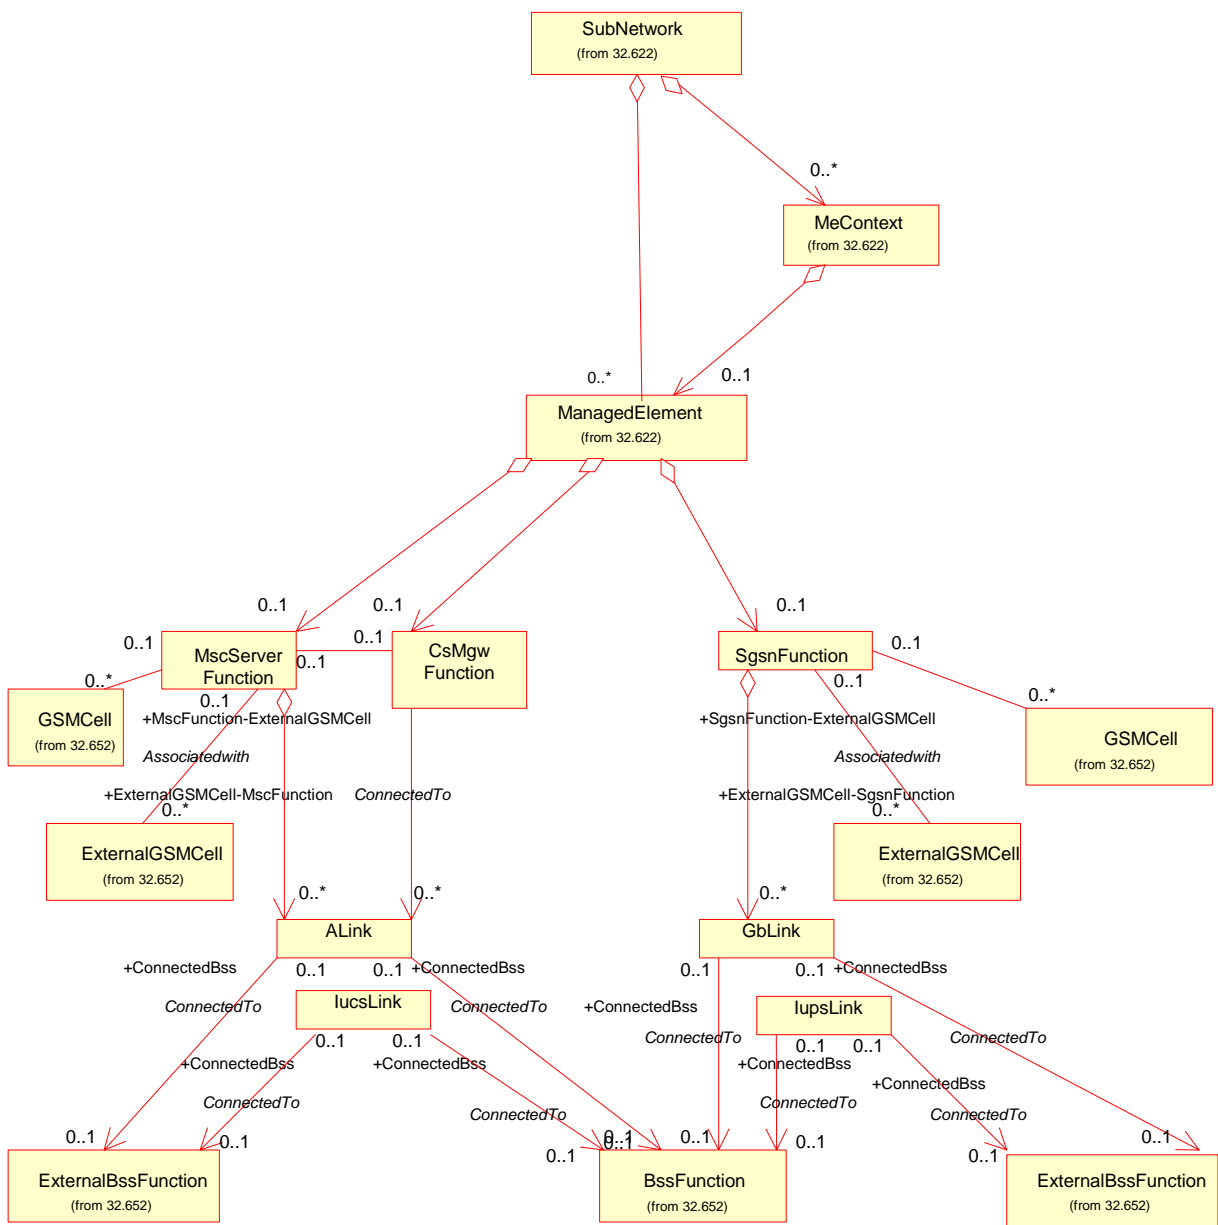 SubNetwork
(from 32.622)
0..*
MeContext
(from 32.622)
0..*
0..1
ManagedElement
(from 32.622)
0..1
0..1
0..1
0..1
0..1
0..1
0..1
MscServer
Function
CsMgw
Function
SgsnFunction
0..1
0..1
0..1
0..*
0..*
GSMCell
(from 32.652)
+MscFunction-ExternalGSMCell
+SgsnFunction-ExternalGSMCell
GSMCell
(from 32.652)
Associatedwith
Associatedwith
+ExternalGSMCell-MscFunction
ConnectedTo
+ExternalGSMCell-SgsnFunction
0..*
0..*
ExternalGSMCell
(from 32.652)
ExternalGSMCell
(from 32.652)
0..*
0..*
0..*
ALink
GbLink
+ConnectedBss
0..1
0..1
+ConnectedBss
0..1
0..1
+ConnectedBss
ConnectedTo
IucsLink
ConnectedTo
+ConnectedBss
IupsLink
ConnectedTo
ConnectedTo
0..1
0..1
0..1
0..1
+ConnectedBss
+ConnectedBss
+ConnectedBss
+ConnectedBss
ConnectedTo
ConnectedTo
ConnectedTo
ConnectedTo
0..1
0..1
0..1
0..1
0..1
0..1
0..1
0..1
0..1
ExternalBssFunction
(from 32.652)
BssFunction
(from 32.652)
ExternalBssFunction
(from 32.652)